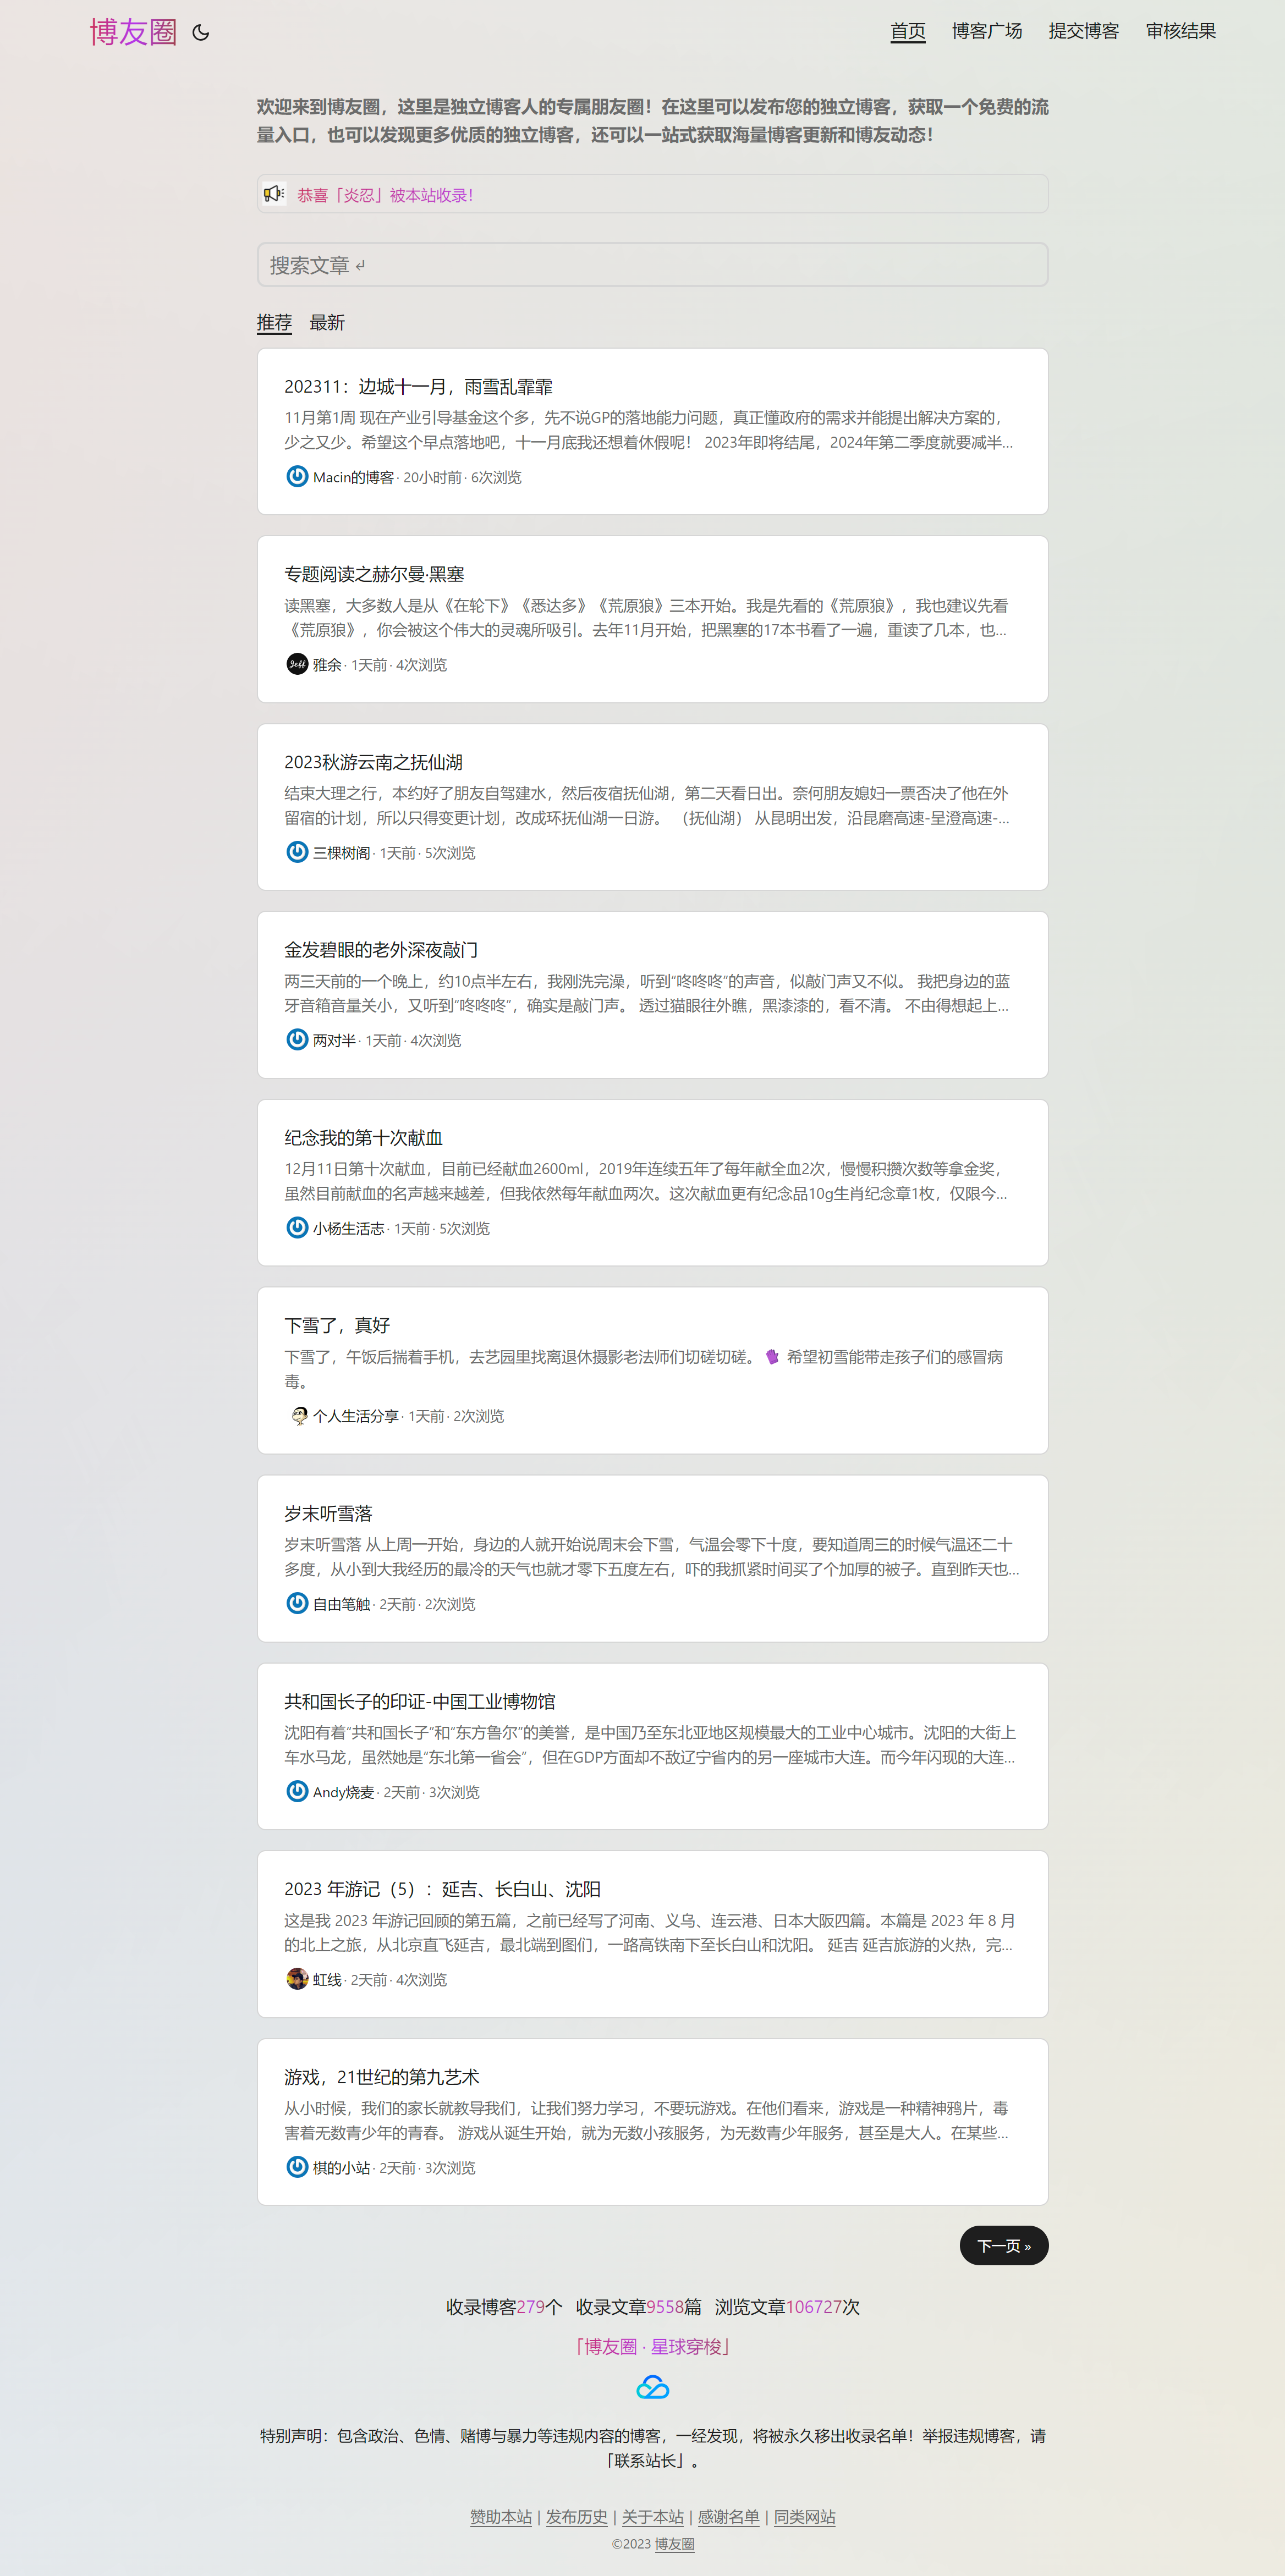 博友圈
首页 博客广场 提交博客 审核结果
欢迎来到博友圈，这里是独立博客人的专属朋友圈！在这里可以发布您的独立博客，获取一个免费的流
量入口，也可以发现更多优质的独立博客，还可以一站式获取海量博客更新和博友动态！
恭喜「炎忍」被本站收录！
搜索文章 ↵
推荐 最新
202311：边城十一月，雨雪乱霏霏
11月第1周 现在产业引导基金这个多，先不说GP的落地能力问题，真正懂政府的需求并能提出解决方案的，
少之又少。希望这个早点落地吧，十一月底我还想着休假呢！ 2023年即将结尾，2024年第二季度就要减半...
Macin的博客 · 20小时前 · 6次浏览
专题阅读之赫尔曼·黑塞
读黑塞，大多数人是从《在轮下》《悉达多》《荒原狼》三本开始。我是先看的《荒原狼》，我也建议先看
《荒原狼》，你会被这个伟大的灵魂所吸引。去年11月开始，把黑塞的17本书看了一遍，重读了几本，也...
Jeff
雅余 · 1天前 · 4次浏览
2023秋游云南之抚仙湖
结束大理之行，本约好了朋友自驾建水，然后夜宿抚仙湖，第二天看日出。奈何朋友媳妇一票否决了他在外
留宿的计划，所以只得变更计划，改成环抚仙湖一日游。 （抚仙湖） 从昆明出发，沿昆磨高速-呈澄高速-...
三棵树阁 · 1天前 · 5次浏览
金发碧眼的老外深夜敲门
两三天前的一个晚上，约10点半左右，我刚洗完澡，听到“咚咚咚”的声音，似敲门声又不似。 我把身边的蓝
牙音箱音量关小，又听到“咚咚咚”，确实是敲门声。 透过猫眼往外瞧，黑漆漆的，看不清。 不由得想起上...
两对半 · 1天前 · 4次浏览
纪念我的第十次献血
12月11日第十次献血，目前已经献血2600ml，2019年连续五年了每年献全血2次，慢慢积攒次数等拿金奖，
虽然目前献血的名声越来越差，但我依然每年献血两次。这次献血更有纪念品10g生肖纪念章1枚，仅限今...
小杨生活志 · 1天前 · 5次浏览
下雪了，真好
下雪了，午饭后揣着手机，去艺园里找离退休摄影老法师们切磋切磋。 🧤 希望初雪能带走孩子们的感冒病
毒。
个人生活分享 · 1天前 · 2次浏览
岁末听雪落
岁末听雪落 从上周一开始，身边的人就开始说周末会下雪，气温会零下十度，要知道周三的时候气温还二十
多度，从小到大我经历的最冷的天气也就才零下五度左右，吓的我抓紧时间买了个加厚的被子。直到昨天也...
自由笔触 · 2天前 · 2次浏览
共和国长子的印证-中国工业博物馆
沈阳有着“共和国长子”和“东方鲁尔”的美誉，是中国乃至东北亚地区规模最大的工业中心城市。沈阳的大街上
车水马龙，虽然她是“东北第一省会”，但在GDP方面却不敌辽宁省内的另一座城市大连。而今年闪现的大连...
Andy烧麦 · 2天前 · 3次浏览
2023 年游记（5）：延吉、长白山、沈阳
这是我 2023 年游记回顾的第五篇，之前已经写了河南、义乌、连云港、日本大阪四篇。本篇是 2023 年 8 月
的北上之旅，从北京直飞延吉，最北端到图们，一路高铁南下至长白山和沈阳。 延吉 延吉旅游的火热，完...
虹线 · 2天前 · 4次浏览
游戏，21世纪的第九艺术
从小时候，我们的家长就教导我们，让我们努力学习，不要玩游戏。在他们看来，游戏是一种精神鸦片，毒
害着无数青少年的青春。 游戏从诞生开始，就为无数小孩服务，为无数青少年服务，甚至是大人。在某些...
棋的小站 · 2天前 · 3次浏览
下一页 »
收录博客279个 收录文章9558篇 浏览文章106727次
「博友圈 · 星球穿梭」
特别声明：包含政治、色情、赌博与暴力等违规内容的博客，一经发现，将被永久移出收录名单！举报违规博客，请
「联系站长」。
赞助本站 | 发布历史 | 关于本站 | 感谢名单 | 同类网站
©2023 博友圈